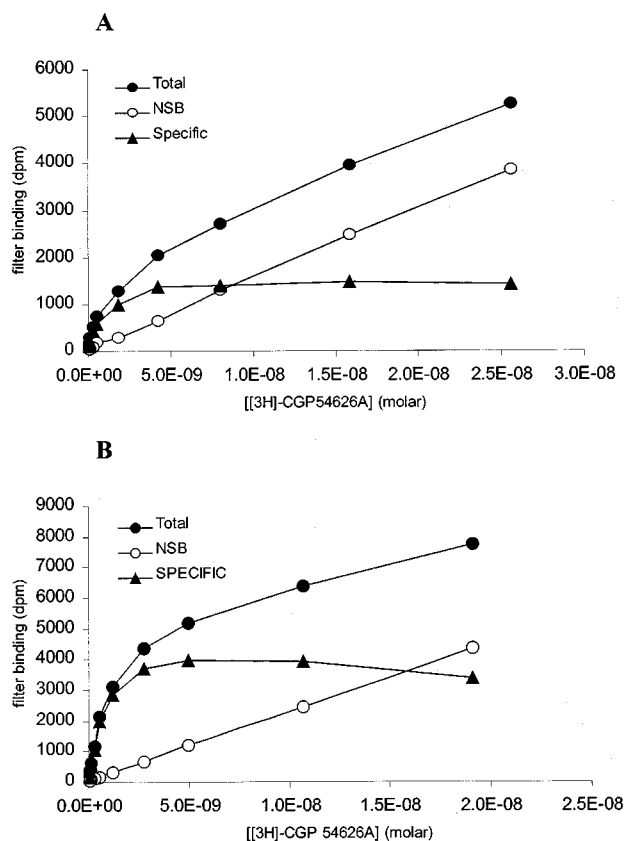 A
6000
5000
4000
3000
2000
1000
0
filter binding (dpm)
Total
NSB
Specific
0.0E+00 5.0E-09 1.0E-08 1.5E-08 2.0E-08 2.5E-08 3.0E-08
[[3H]-CGP54626A] (molar)
B
9000
8000
7000
6000
5000
4000
3000
2000
1000
0
filter binding (dpm)
Total
NSB
SPECIFIC
0.0E+00 5.0E-09 1.0E-08 1.5E-08 2.0E-08 2.5E-08
[[3H]-CGP 54626A] (molar)